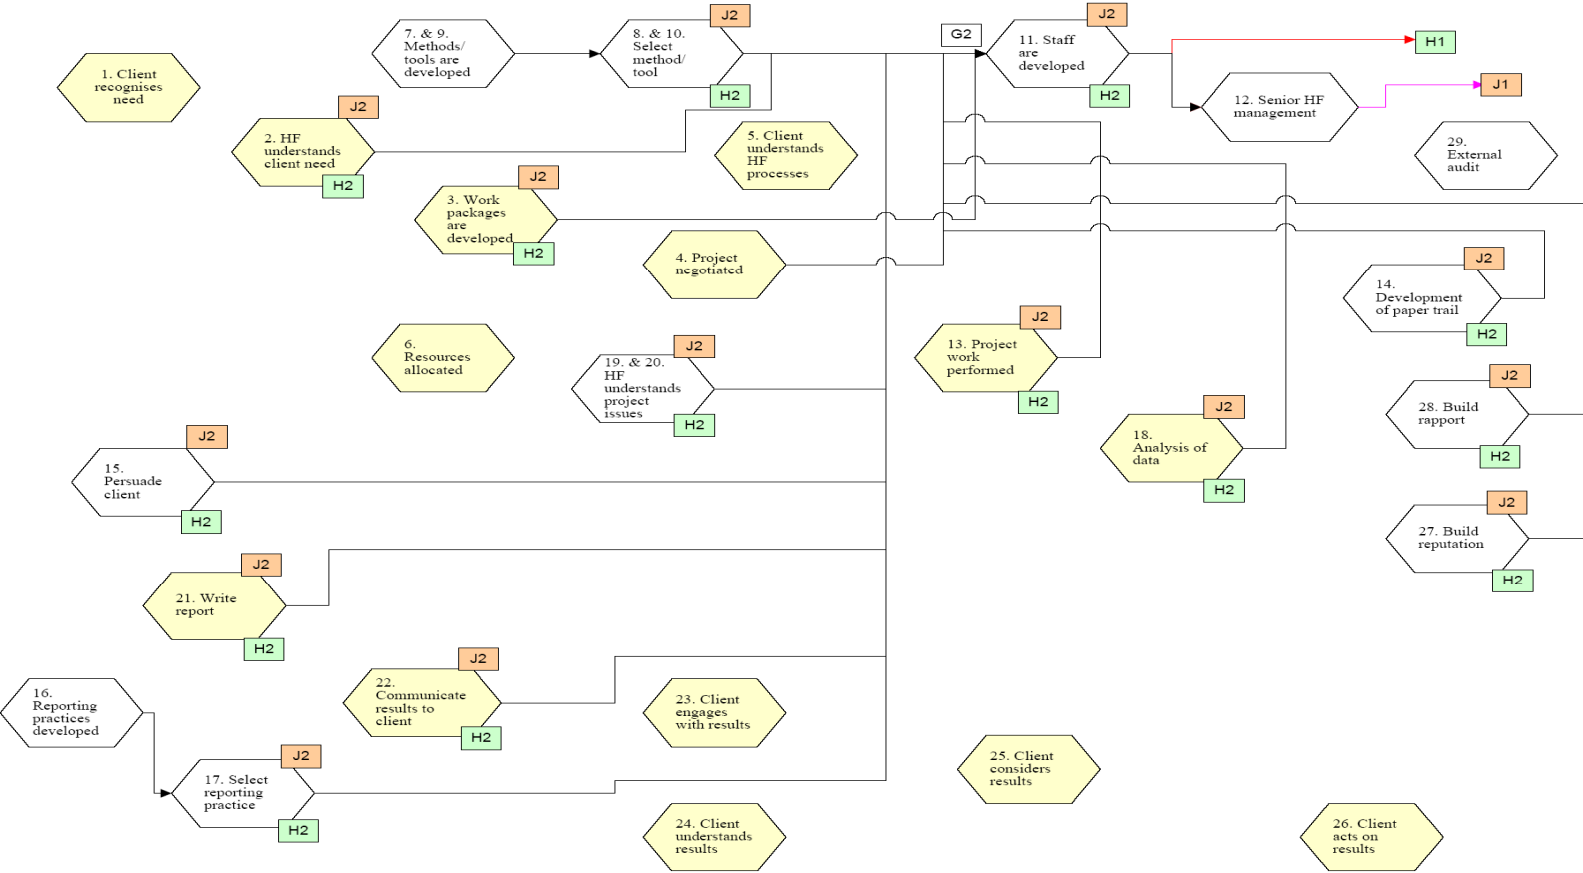 J2
7. & 9.
Methods/
tools are
developed
8. & 10.
Select
method/
tool
H2
G2
J2
11. Staff
are
developed
H2
H1
1. Client
recognises
need
J1
12. Senior HF
management
J2
2. HF
understands
client need
H2
5. Client
understands
HF
processes
29.
External
audit
J2
3. Work
packages
are
developed
H2
4. Project
negotiated
J2
14.
Development
of paper trail
H2
6.
Resources
allocated
J2
19. & 20.
HF
understands
project
issues
H2
J2
13. Project
work
performed
H2
J2
28. Build
rapport
H2
J2
18.
Analysis of
data
H2
J2
15.
Persuade
client
H2
J2
27. Build
reputation
H2
J2
21. Write
report
H2
J2
22.
Communicate
results to
client
H2
23. Client
engages
with results
16.
Reporting
practices
developed
J2
17. Select
reporting
practice
H2
25. Client
considers
results
24. Client
understands
results
26. Client
acts on
results